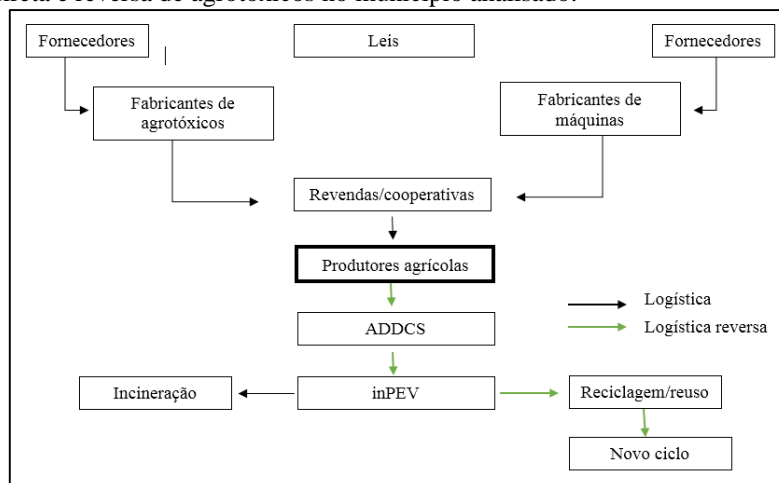 reta e reversa de agrotóxicos no município analisado.
Fornecedores
Leis
Fornecedores
Fabricantes de
agrotóxicos
Fabricantes de
máquinas
Revendas/cooperativas
Produtores agrícolas
Logística
Logística reversa
ADDCS
Incineração
inPEV
Reciclagem/reuso
Novo ciclo